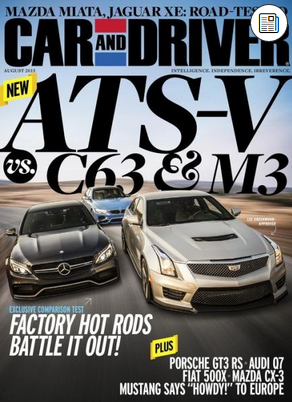 MAZDA MIATA, JAGUAR XE: ROAD-TES
CAR AND DRIVER
AUGUST 2015
INTELLIGENCE. INDEPENDENCE. IRREVERENCE.
NEW
ATS-V
vs. C63 & M3
EXCLUSIVE COMPARISON TEST
FACTORY HOT RODS
BATTLE IT OUT!
PLUS
PORSCHE GT3 RS · AUDI Q7
FIAT 500X · MAZDA CX-3
MUSTANG SAYS “HOWDY!” TO EUROPE